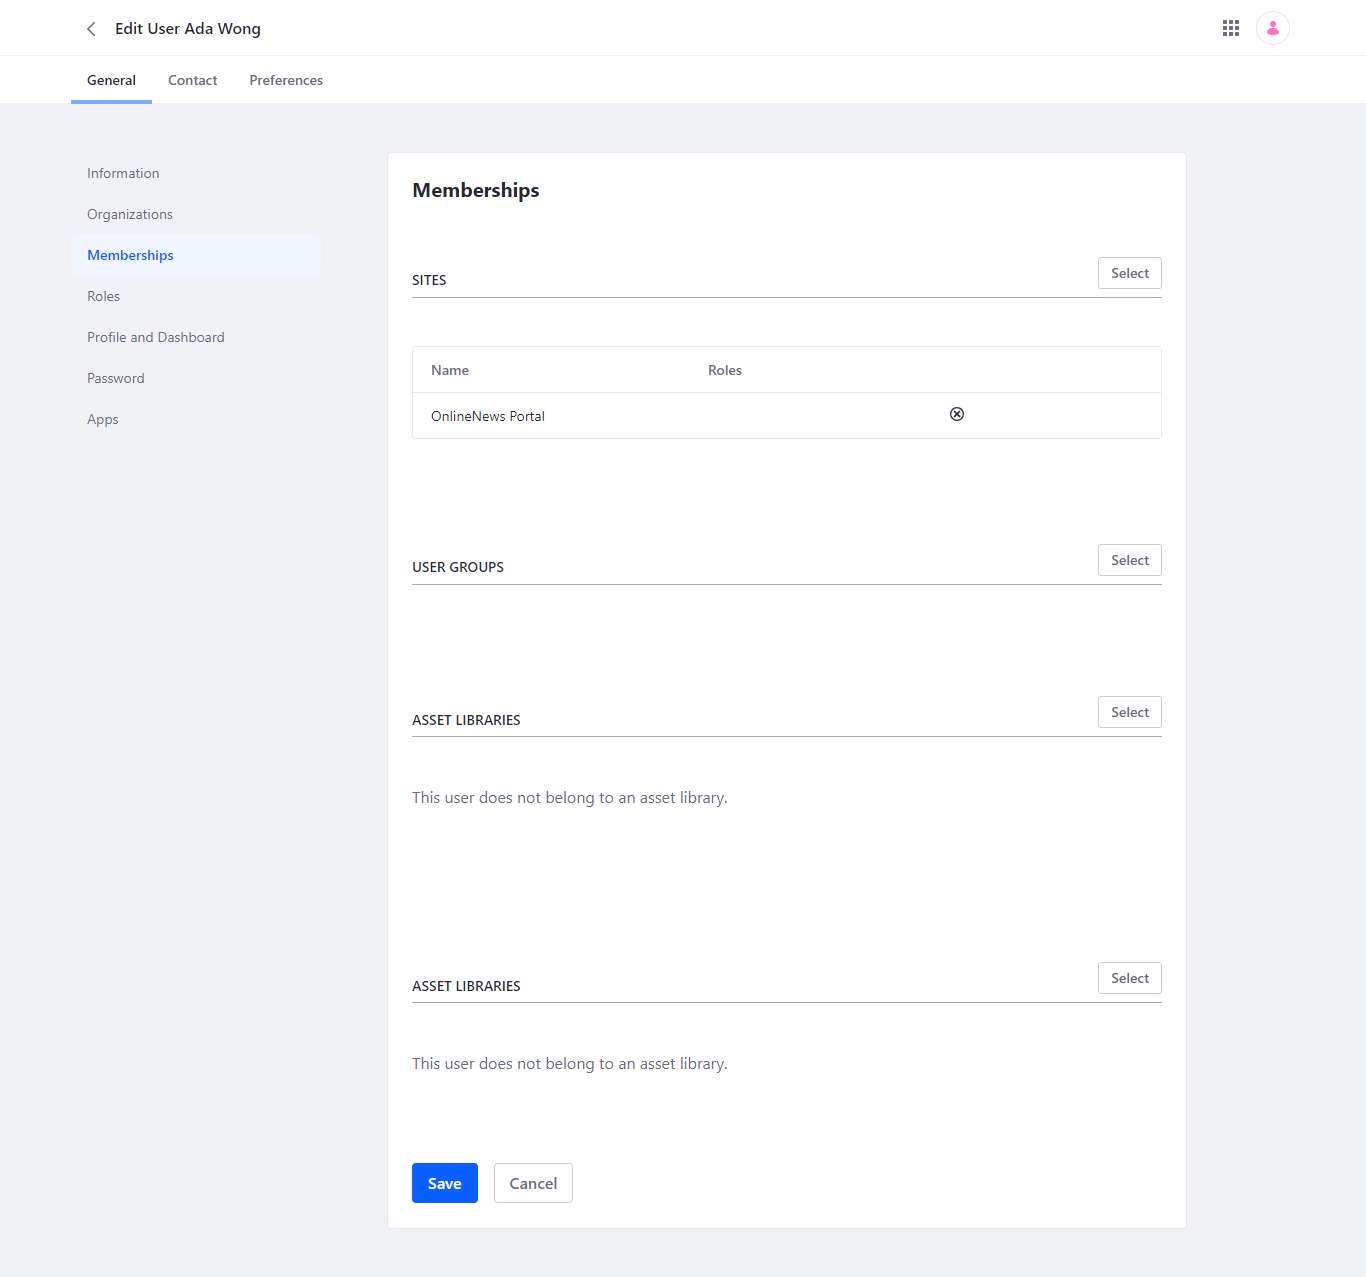 Edit User Ada Wong
General
Contact
Preferences
Information
Organizations
Memberships
Roles
Profile and Dashboard
Password
Apps
Memberships
SITES
Select
Name
Roles
OnlineNews Portal
USER GROUPS
Select
ASSET LIBRARIES
Select
This user does not belong to an asset library.
ASSET LIBRARIES
Select
This user does not belong to an asset library.
Save
Cancel